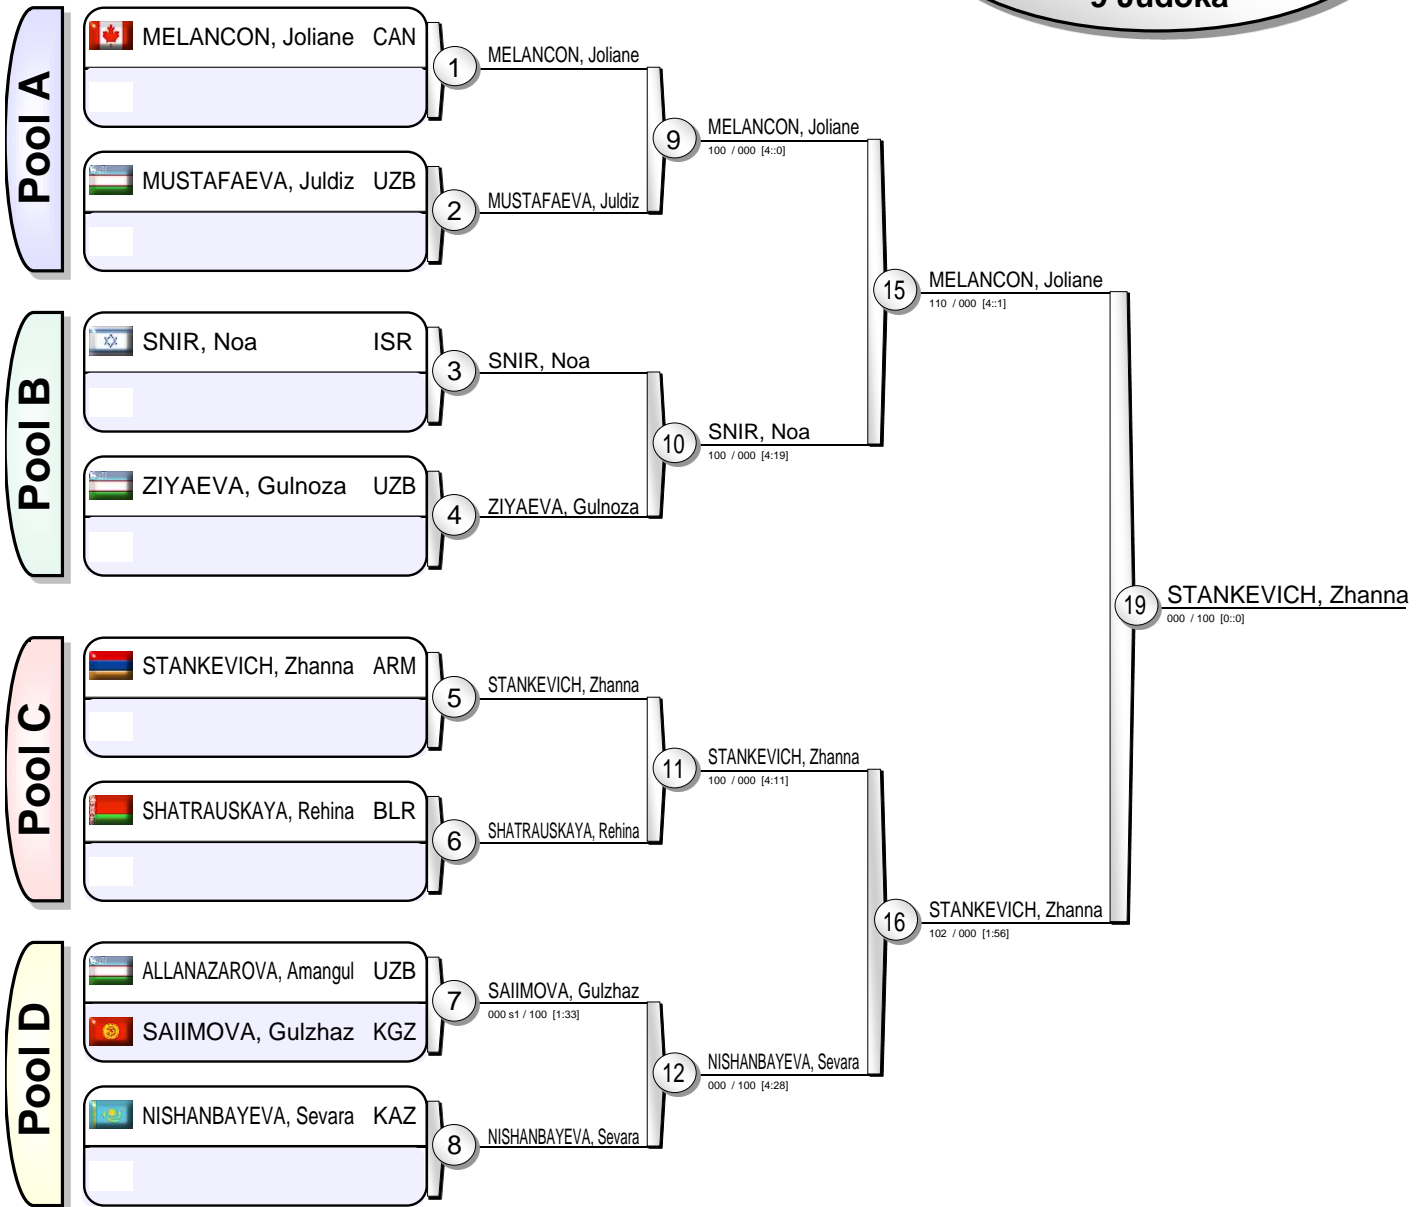 9 Judoka
Pool A
MELANCON, Joliane CAN
MUSTAFAEVA, Juldiz UZB
1
MELANCON, Joliane
2
MUSTAFAEVA, Juldiz
9
MELANCON, Joliane
100 / 000 [4::0]
Pool B
SNIR, Noa ISR
ZIYAEVA, Gulnoza UZB
3
SNIR, Noa
4
ZIYAEVA, Gulnoza
10
SNIR, Noa
100 / 000 [4:19]
15
MELANCON, Joliane
110 / 000 [4::1]
Pool C
STANKEVICH, Zhanna ARM
SHATRAUSKAYA, Rehina BLR
5
STANKEVICH, Zhanna
6
SHATRAUSKAYA, Rehina
11
STANKEVICH, Zhanna
100 / 000 [4:11]
Pool D
ALLANAZAROVA, Amangul UZB
SAIIMOVA, Gulzhaz KGZ
NISHANBAYEVA, Sevara KAZ
7
SAIIMOVA, Gulzhaz
000 s1 / 100 [1:33]
8
NISHANBAYEVA, Sevara
12
NISHANBAYEVA, Sevara
000 / 100 [4:28]
16
STANKEVICH, Zhanna
102 / 000 [1:56]
19
STANKEVICH, Zhanna
000 / 100 [0::0]